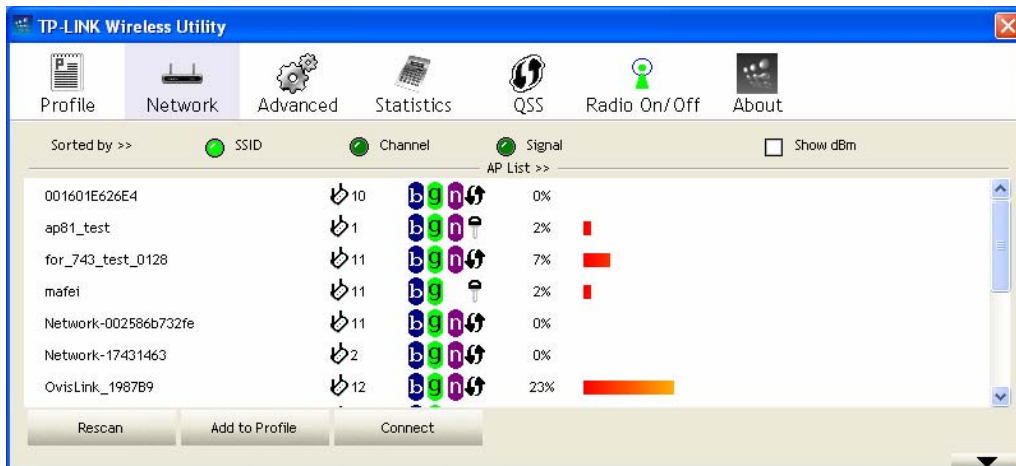 TP-LINK Wireless Utility
Profile Network Advanced Statistics QSS Radio On/Off About
Sorted by >> SSID Channel Signal Show dBm
AP List >>
001601E626E4 10 b g n 0%
ap81_test 1 b g n 2%
for_743_test_0128 11 b g n 7%
mafei 11 b g 2%
Network-002586b732fe 11 b g n 0%
Network-17431463 2 b g n 0%
OvisLink_1987B9 12 b g n 23%
Rescan Add to Profile Connect